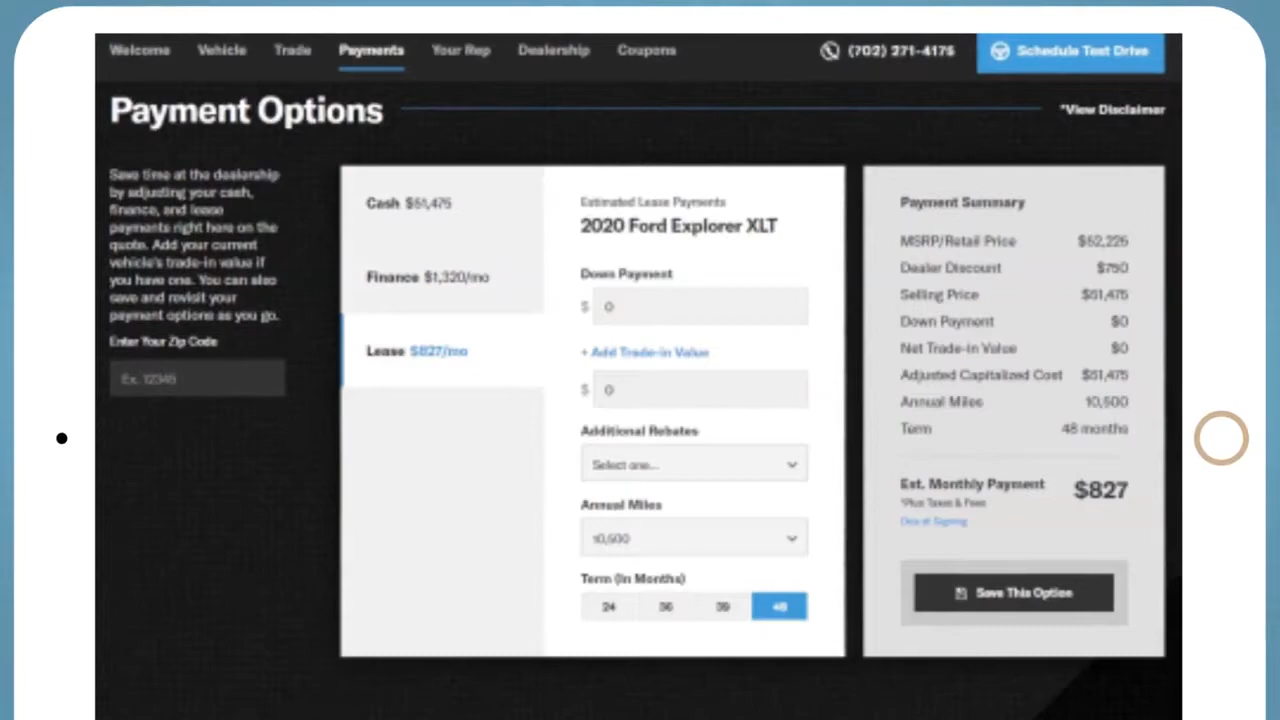 Welcome Vehicle Trade Payments Your Rep Dealership Coupons (702) 271-4175 Schedule Test Drive
Payment Options *View Disclaimer
Save time at the dealership
by adjusting your cash,
finance, and lease
payments right here on the
quote. Add your current
vehicle's trade-in value if
you have one. You can also
save and revisit your
payment options as you go.
Enter Your Zip Code
Ex. 12345
Cash $51,475
Finance $1,320/mo
Lease $827/mo
Estimated Lease Payments
2020 Ford Explorer XLT
Down Payment
$ 0
+ Add Trade-in Value
$ 0
Additional Rebates
Select one...
Annual Miles
10,500
Term (In Months)
24 36 39 48
Payment Summary
MSRP/Retail Price $52,225
Dealer Discount $750
Selling Price $51,475
Down Payment $0
Net Trade-In Value $0
Adjusted Capitalized Cost $51,475
Annual Miles 10,500
Term 48 months
Est. Monthly Payment $827
*Plus Taxes & Fees
Due at Signing
Save This Option